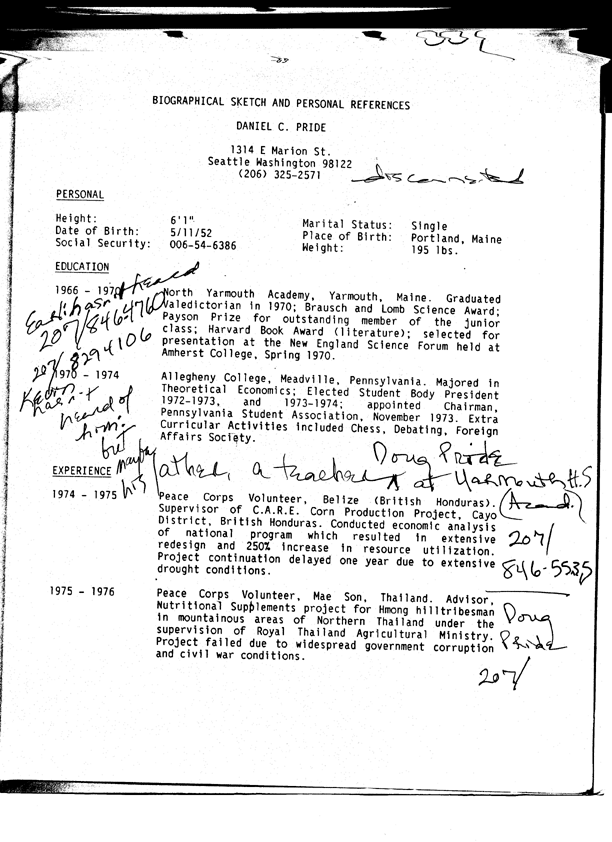 BIOGRAPHICAL SKETCH AND PERSONAL REFERENCES
DANIEL C. PRIDE
1314 E Marion St.
Seattle Washington 98122
(206) 325-2571
PERSONAL
Height: 6'1" Marital Status: Single
Date of Birth: 5/11/52 Place of Birth: Portland, Maine
Social Security: 006-54-6386 Weight: 195 lbs.
EDUCATION
1966 - 1970 North Yarmouth Academy, Yarmouth, Maine. Graduated
Valedictorian in 1970; Brausch and Lomb Science Award;
Payson Prize for outstanding member of the junior
class; Harvard Book Award (literature); selected for
presentation at the New England Science Forum held at
Amherst College, Spring 1970.
207/846-4760
207/8294106
1970 - 1974 Allegheny College, Meadville, Pennsylvania. Majored in
Theoretical Economics; Elected Student Body President
1972-1973, and 1973-1974; appointed Chairman,
Pennsylvania Student Association, November 1973. Extra
Curricular Activities included Chess, Debating, Foreign
Affairs Society.
hasn't
heard of
him.
but
maybe
his
father, a teacher at Yarmouth H.S
Doug Pride
(Acad.)
EXPERIENCE
1974 - 1975 Peace Corps Volunteer, Belize (British Honduras).
Supervisor of C.A.R.E. Corn Production Project, Cayo
District, British Honduras. Conducted economic analysis
of national program which resulted in extensive
redesign and 250% increase in resource utilization.
Project continuation delayed one year due to extensive
drought conditions.
207/
846-5535
1975 - 1976 Peace Corps Volunteer, Mae Son, Thailand. Advisor,
Nutritional Supplements project for Hmong hilltribesman
in mountainous areas of Northern Thailand under the
supervision of Royal Thailand Agricultural Ministry.
Project failed due to widespread government corruption
and civil war conditions.
Doug
Pride
207/